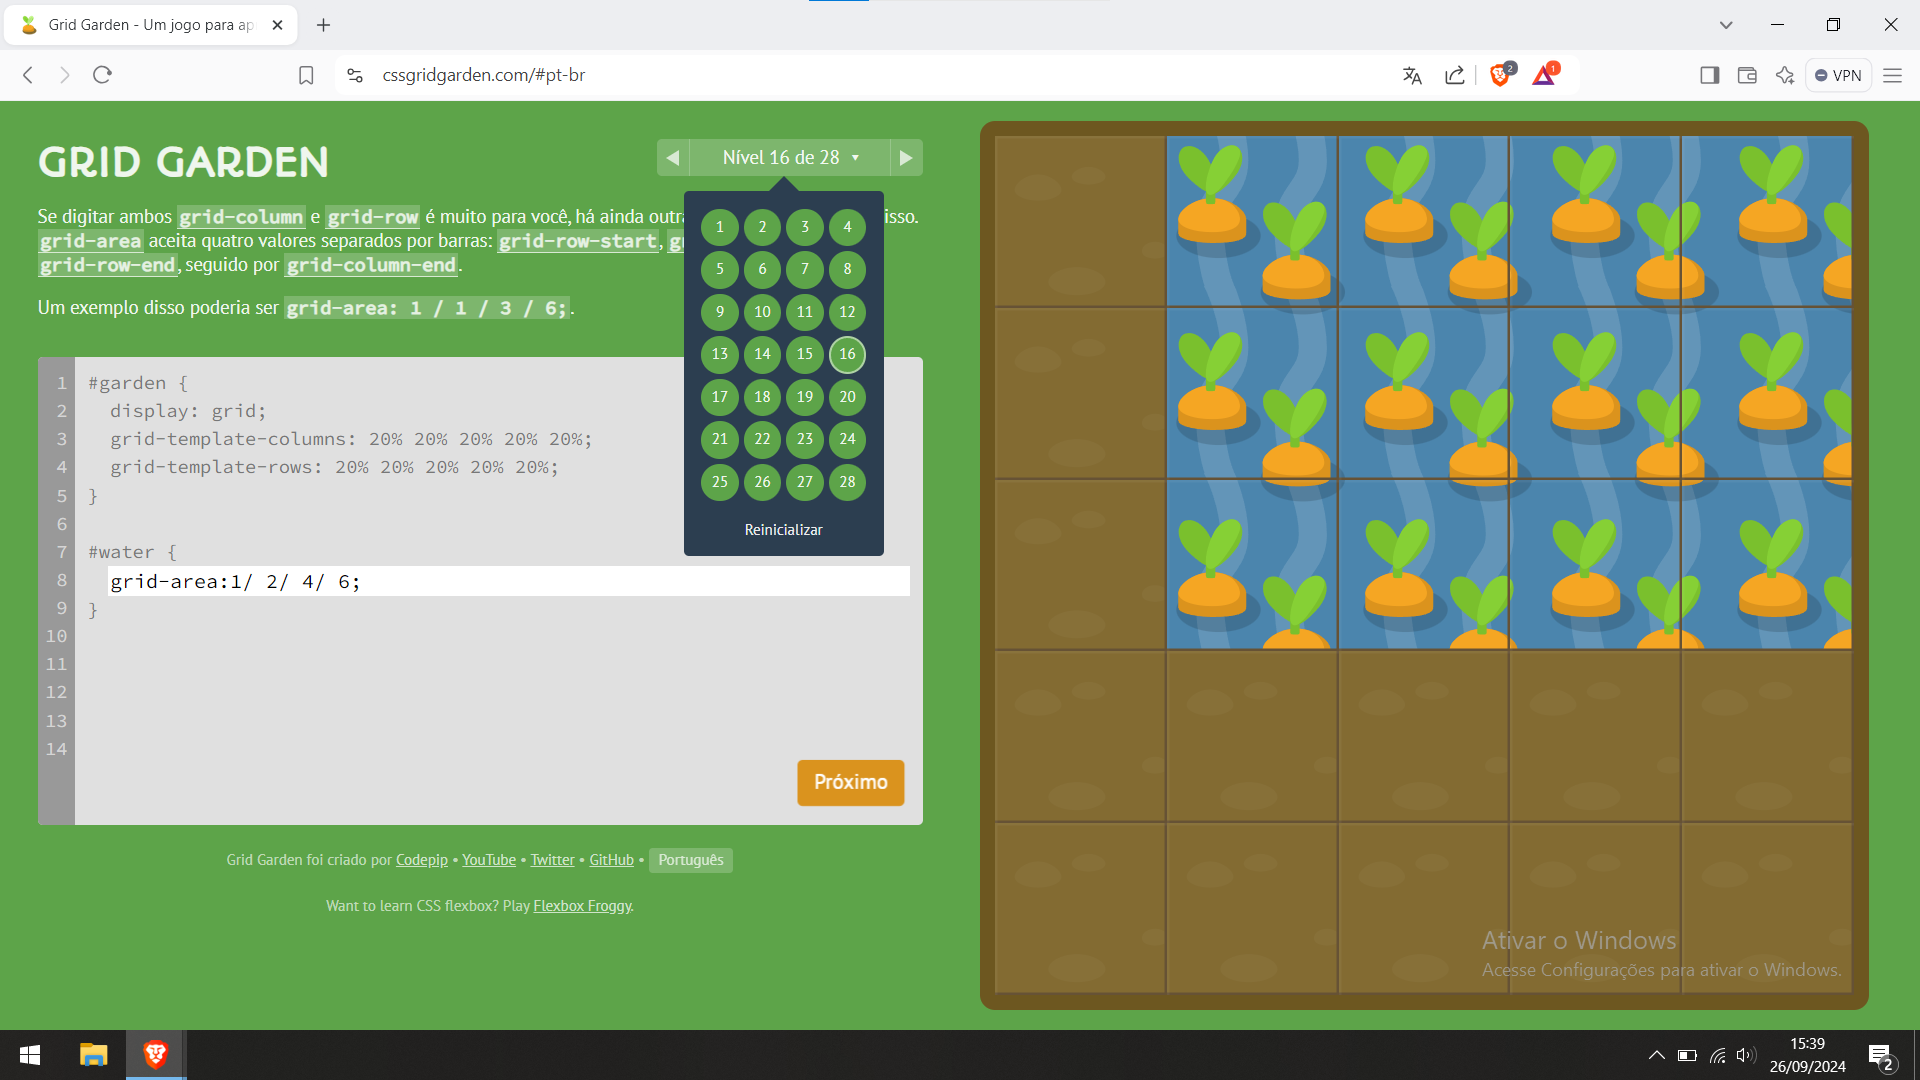 Grid Garden - Um jogo para ap
cssgridgarden.com/#pt-br
2
1
VPN
GRID GARDEN
Nível 16 de 28
Se digitar ambos grid-column e grid-row é muito para você, há ainda outra isso.
grid-area aceita quatro valores separados por barras: grid-row-start,
grid-row-end, seguido por grid-column-end.
Um exemplo disso poderia ser grid-area: 1 / 1 / 3 / 6;.
1 2 3 4
5 6 7 8
9 10 11 12
13 14 15 16
17 18 19 20
21 22 23 24
25 26 27 28
Reinicializar
1 #garden {
2 display: grid;
3 grid-template-columns: 20% 20% 20% 20% 20%;
4 grid-template-rows: 20% 20% 20% 20% 20%;
5 }
6
7 #water {
8 grid-area:1/ 2/ 4/ 6;
9 }
10
11
12
13
14
Próximo
Grid Garden foi criado por Codepip • YouTube • Twitter • GitHub • Português
Want to learn CSS flexbox? Play Flexbox Froggy.
Ativar o Windows
Acesse Configurações para ativar o Windows.
15:39
26/09/2024
2